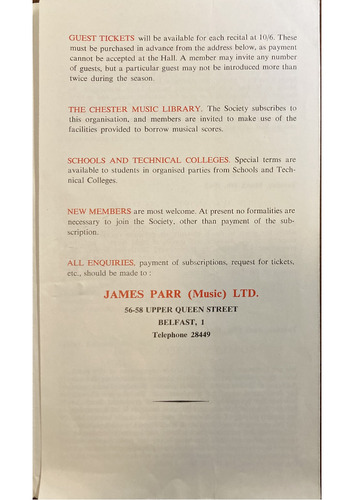 GUEST TICKETS will be available for each recital at 10/6. These
must be purchased in advance from the address below, as payment
cannot be accepted at the Hall. A member may invite any number
of guests, but a particular guest may not be introduced more than
twice during the season.
THE CHESTER MUSIC LIBRARY. The Society subscribes to
this organisation, and members are invited to make use of the
facilities provided to borrow musical scores.
SCHOOLS AND TECHNICAL COLLEGES. Special terms are
available to students in organised parties from Schools and Tech-
nical Colleges.
NEW MEMBERS are most welcome. At present no formalities are
necessary to join the Society, other than payment of the sub-
scription.
ALL ENQUIRIES, payment of subscriptions, request for tickets,
etc., should be made to :
JAMES PARR (Music) LTD.
56-58 UPPER QUEEN STREET
BELFAST, 1
Telephone 28449